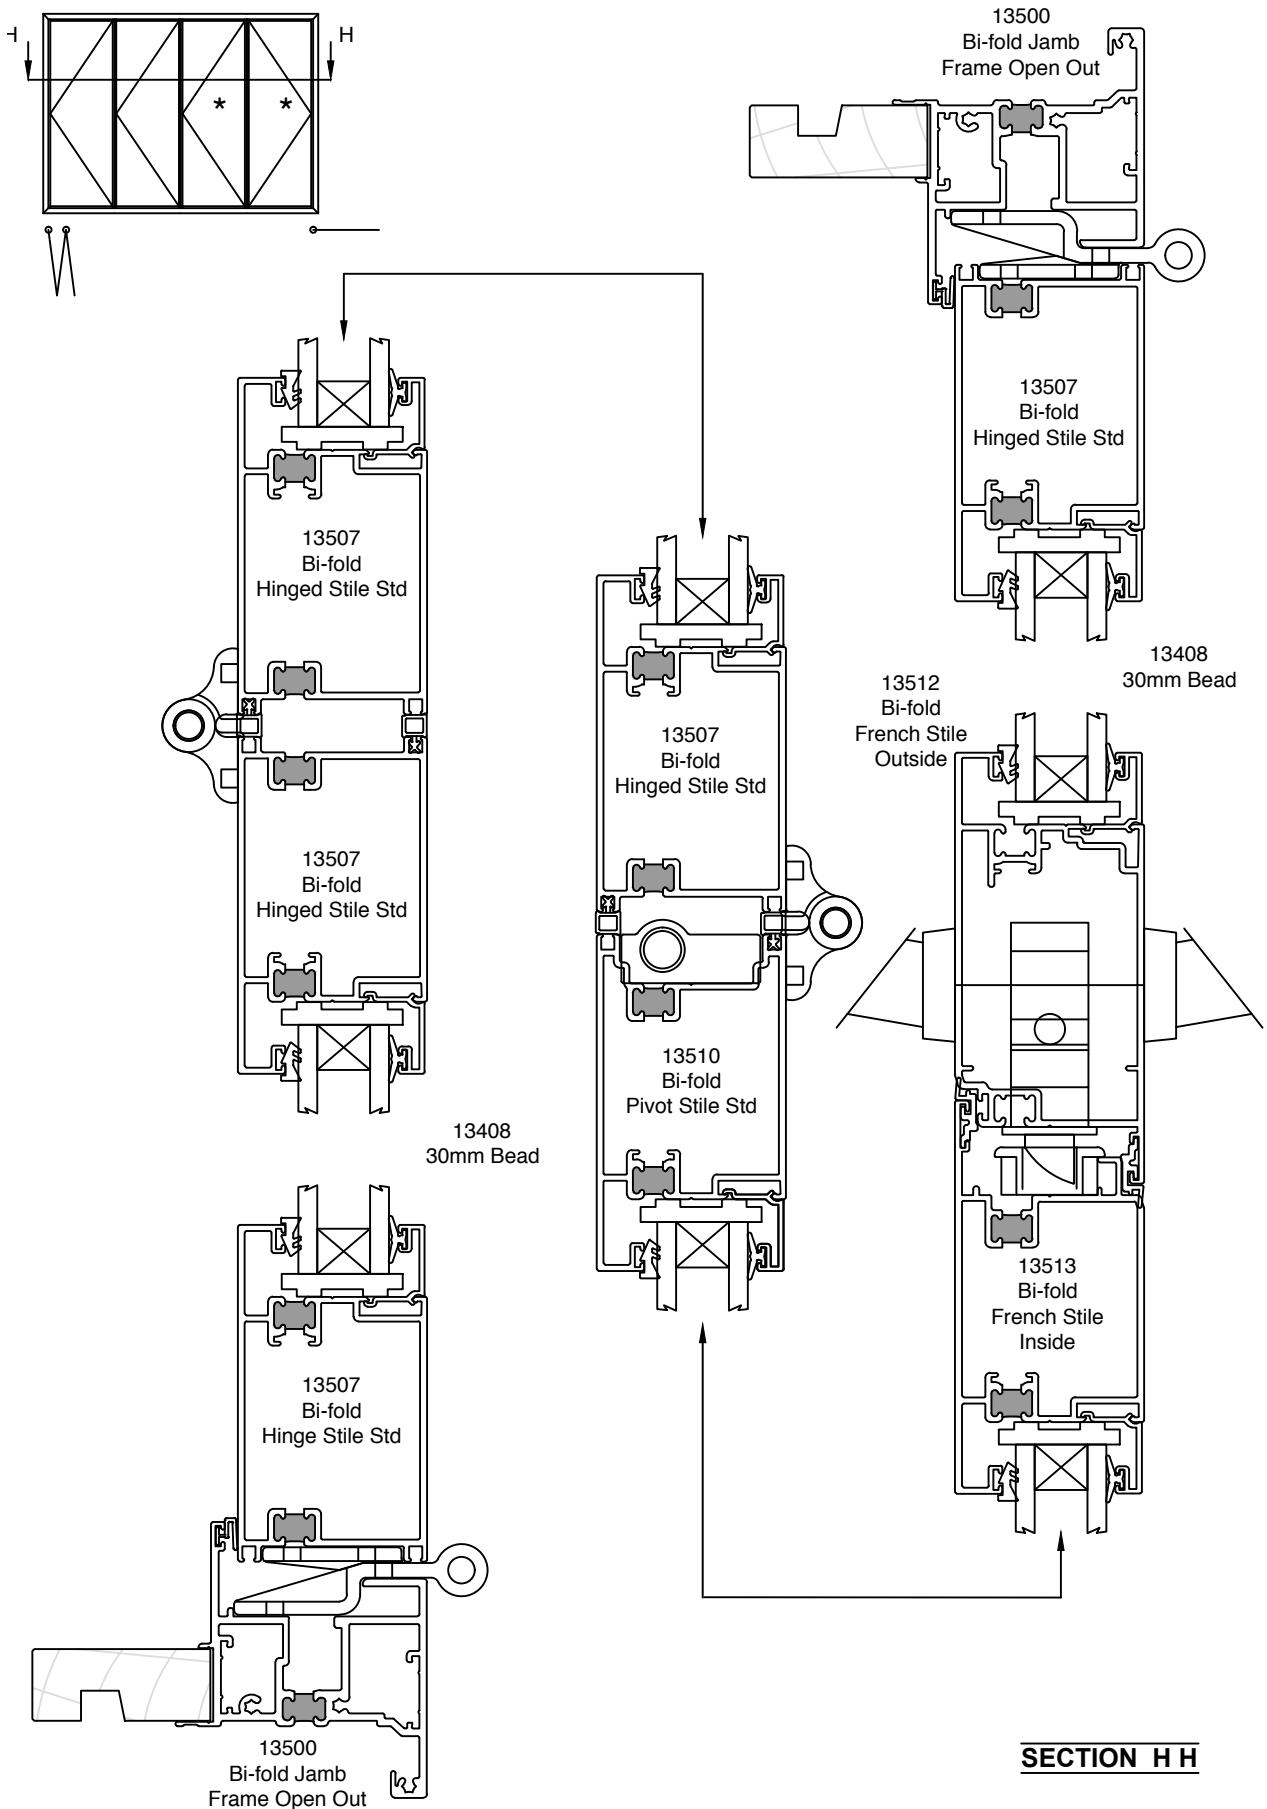 H
H
*
*
13500
Bi-fold Jamb
Frame Open Out
13507
Bi-fold
Hinged Stile Std
13408
30mm Bead
13507
Bi-fold
Hinged Stile Std
13507
Bi-fold
Hinged Stile Std
13408
30mm Bead
13507
Bi-fold
Hinge Stile Std
13500
Bi-fold Jamb
Frame Open Out
13507
Bi-fold
Hinged Stile Std
13510
Bi-fold
Pivot Stile Std
13512
Bi-fold
French Stile
Outside
13513
Bi-fold
French Stile
Inside
SECTION H H